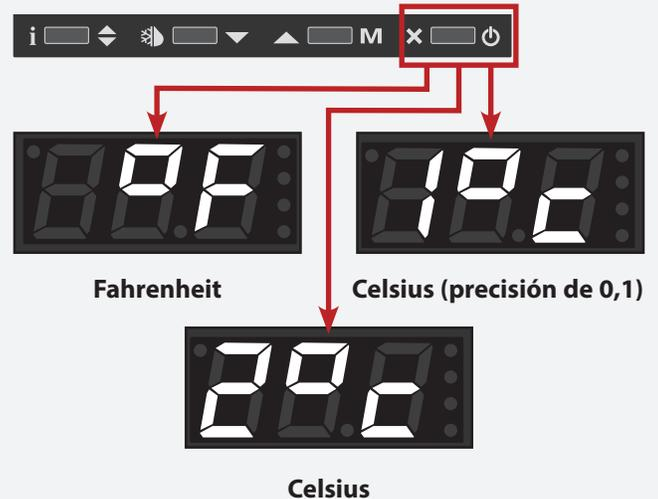 i M
°F 1°c
Fahrenheit Celsius (precisión de 0,1)
2°c
Celsius